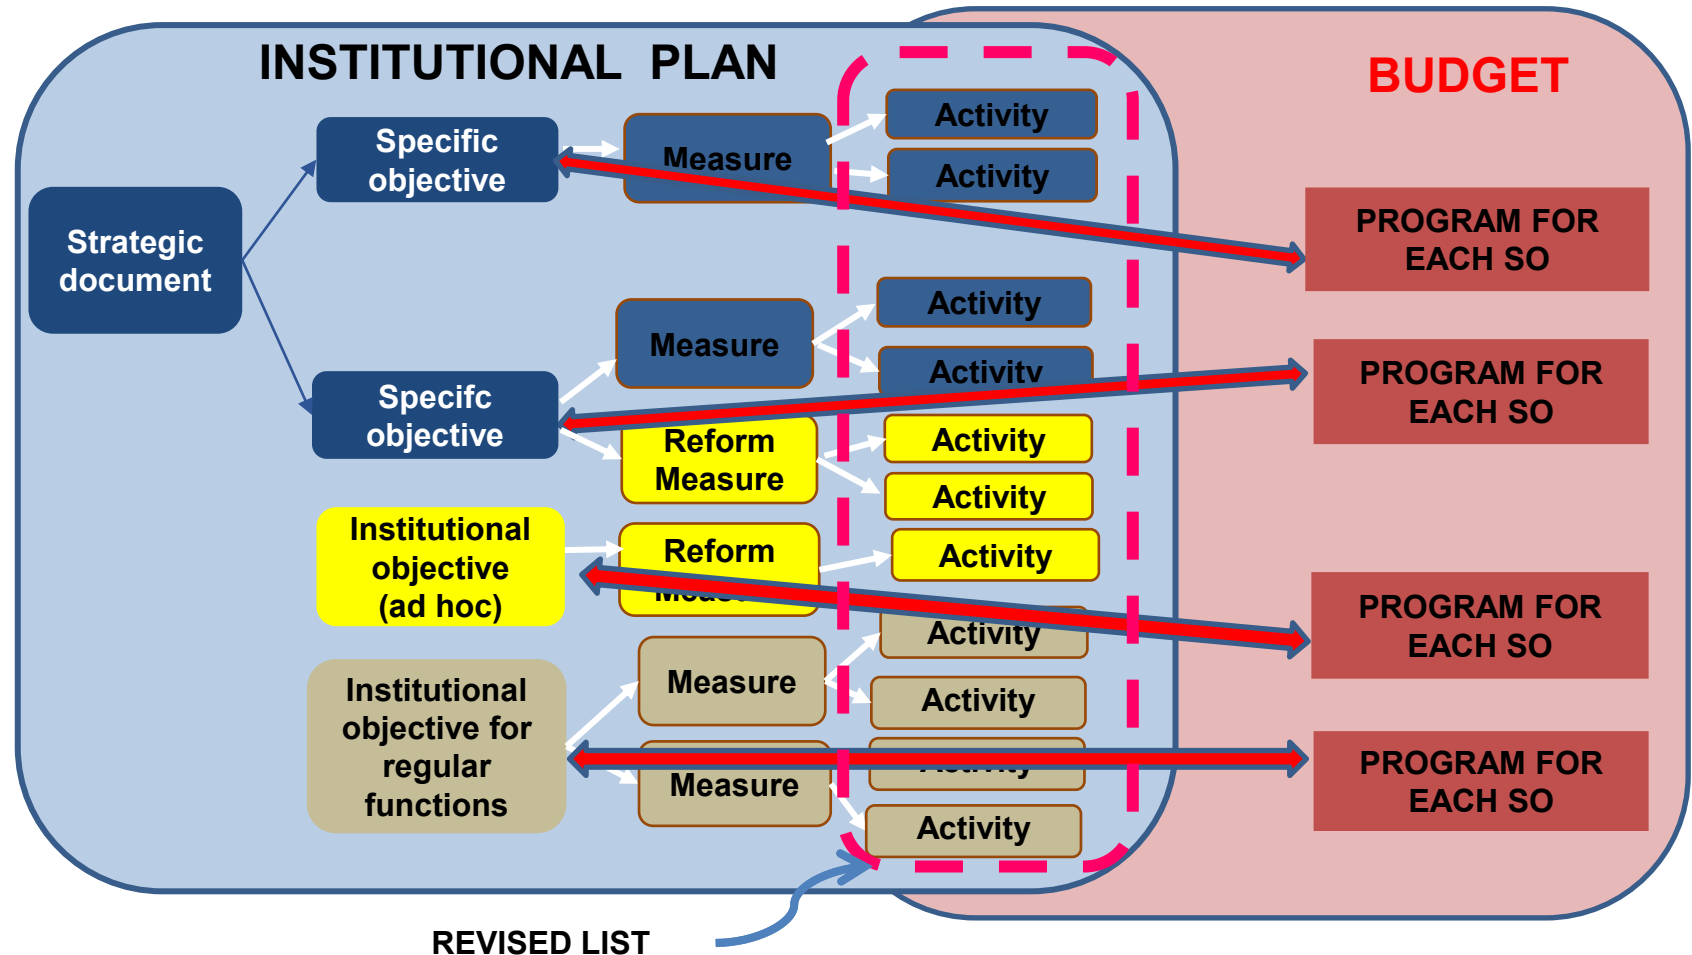 INSTITUTIONAL PLAN
BUDGET
Strategic
document
Specific
objective
Measure
Activity
Activity
PROGRAM FOR
EACH SO
Specifc
objective
Measure
Activity
Activity
PROGRAM FOR
EACH SO
Reform
Measure
Activity
Activity
Institutional
objective
(ad hoc)
Reform
Measure
Activity
PROGRAM FOR
EACH SO
Institutional
objective for
regular
functions
Measure
Activity
Activity
Measure
Activity
Activity
PROGRAM FOR
EACH SO
REVISED LIST